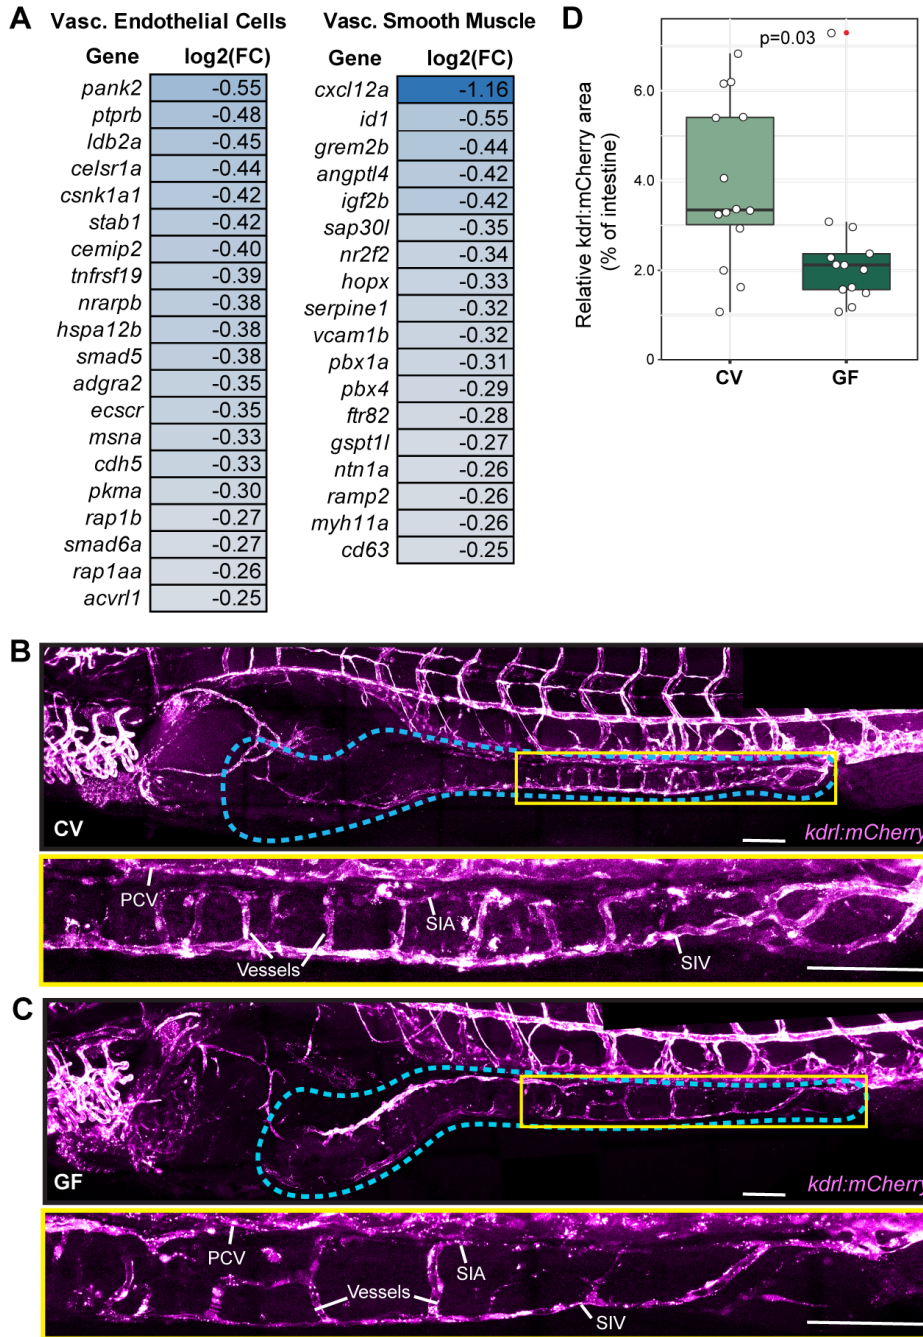 A
Vasc. Endothelial Cells
Gene log2(FC)
pank2 -0.55
ptprb -0.48
ldb2a -0.45
celsr1a -0.44
csnk1a1 -0.42
stab1 -0.42
cemip2 -0.40
tnfrsf19 -0.39
nrarpb -0.38
hspa12b -0.38
smad5 -0.38
adgra2 -0.35
ecscr -0.35
msna -0.33
cdh5 -0.33
pkma -0.30
rap1b -0.27
smad6a -0.27
rap1aa -0.26
acvrl1 -0.25
Vasc. Smooth Muscle
Gene log2(FC)
cxcl12a -1.16
id1 -0.55
grem2b -0.44
angptl4 -0.42
igf2b -0.42
sap30l -0.35
nr2f2 -0.34
hopx -0.33
serpine1 -0.32
vcam1b -0.32
pbx1a -0.31
pbx4 -0.29
ftr82 -0.28
gspt1l -0.27
ntn1a -0.26
ramp2 -0.26
myh11a -0.26
cd63 -0.25
D
Relative kdrl:mCherry area
(% of intestine)
p=0.03
6.0
4.0
2.0
0
CV GF
B
CV
kdrl:mCherry
PCV
SIA
Vessels
SIV
C
GF
kdrl:mCherry
PCV
SIA
Vessels
SIV